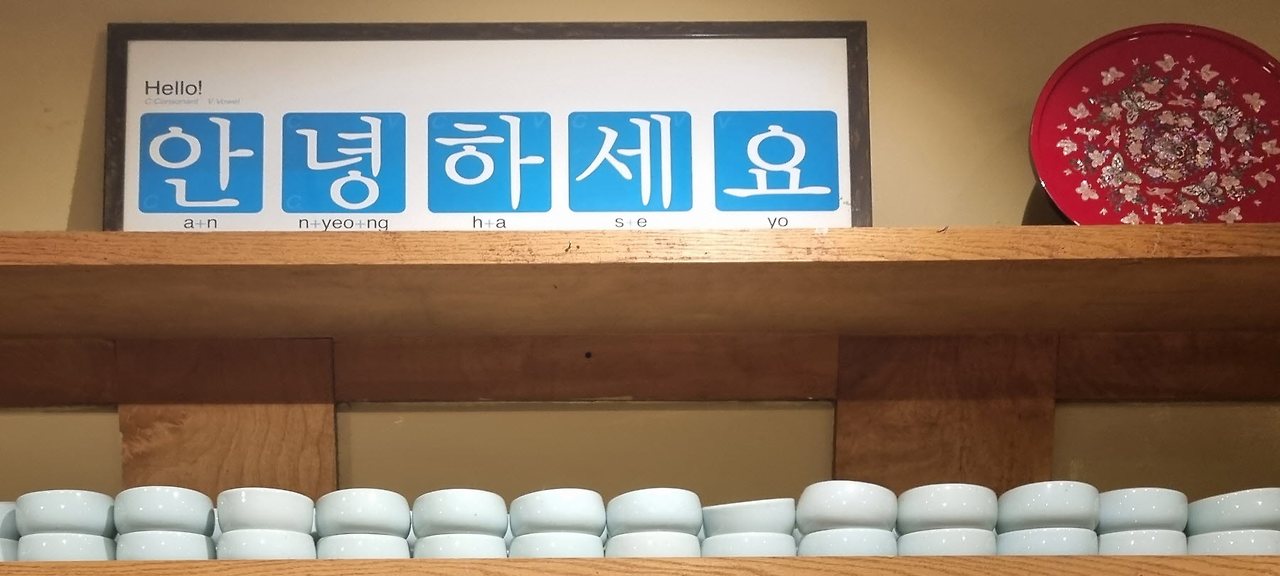 Hello!
C:Consonant V:Vowel
안녕하세요
a+n n+yeo+ng h+a s+e yo